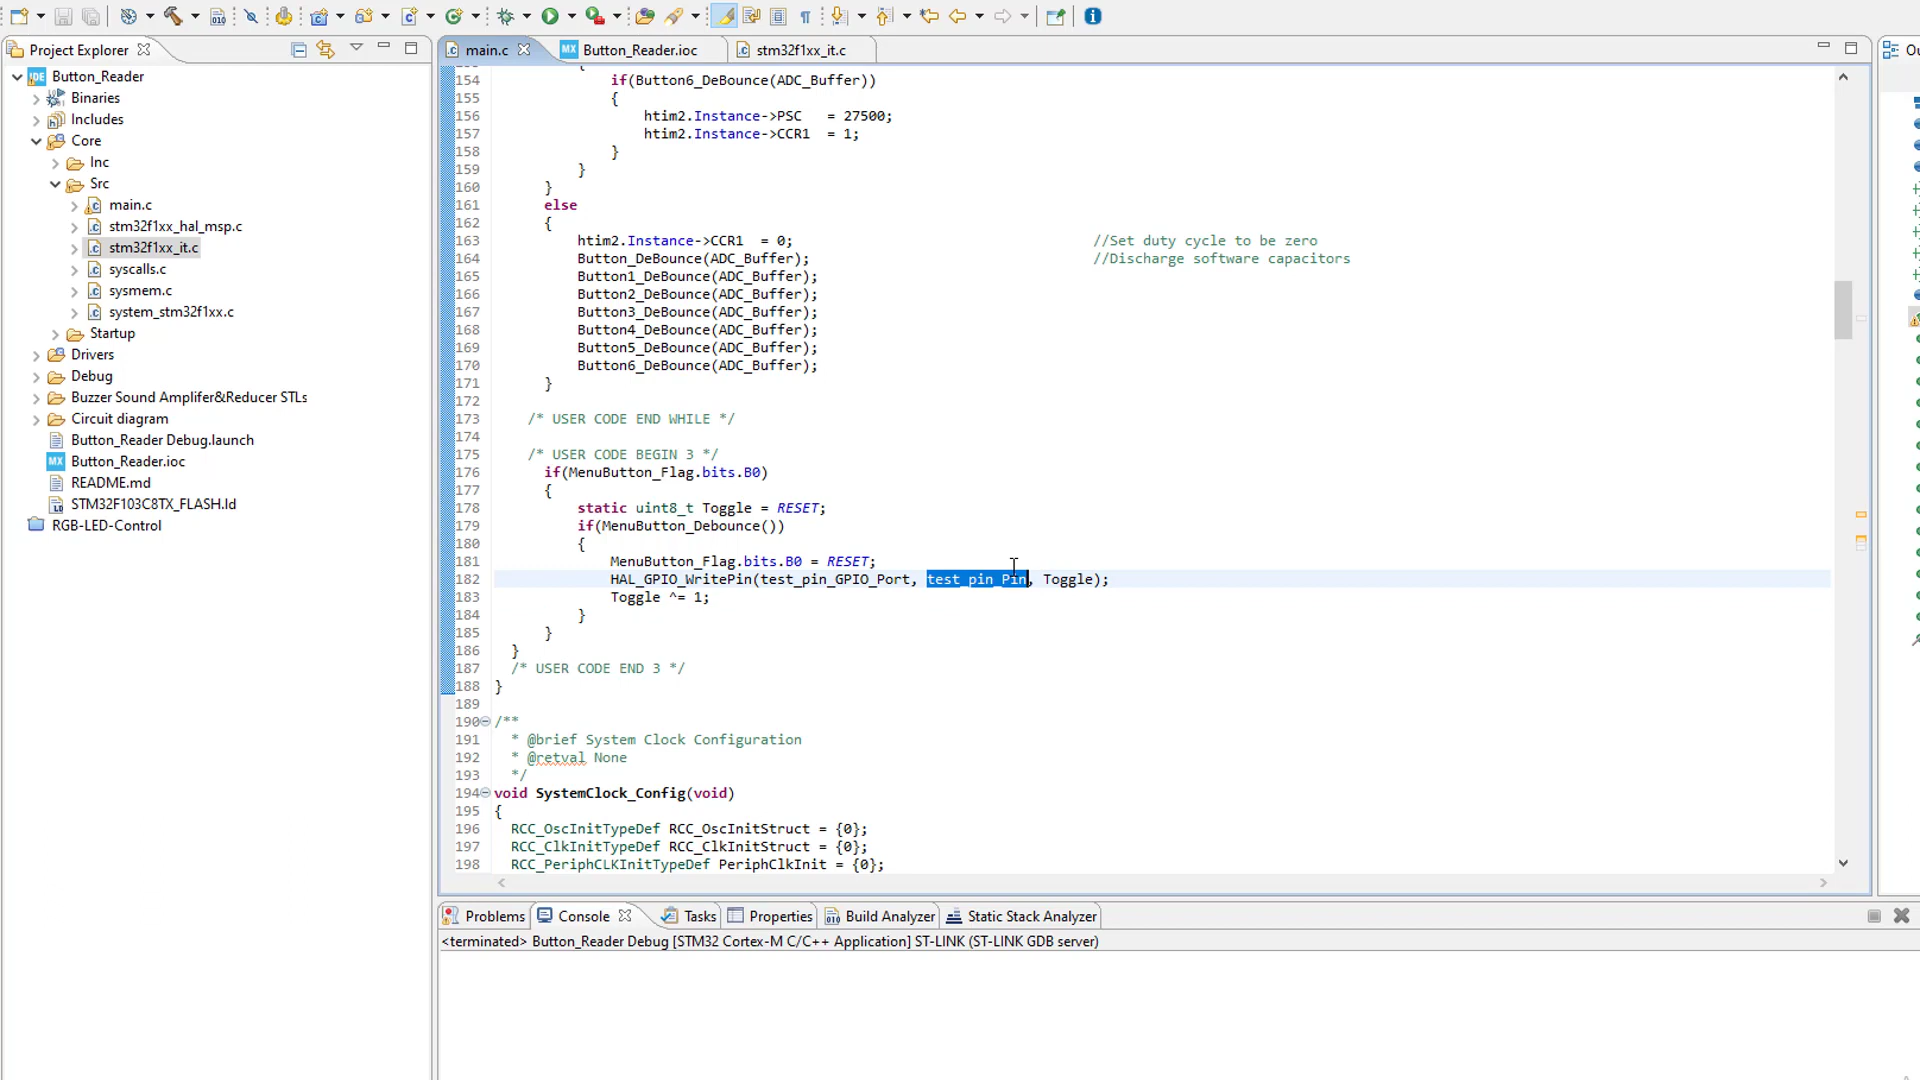 Project Explorer
Button_Reader
Binaries
Includes
Core
Inc
Src
main.c
stm32f1xx_hal_msp.c
stm32f1xx_it.c
syscalls.c
sysmem.c
system_stm32f1xx.c
Startup
Drivers
Debug
Buzzer Sound Amplifer&Reducer STLs
Circuit diagram
Button_Reader Debug.launch
Button_Reader.ioc
README.md
STM32F103C8TX_FLASH.ld
RGB-LED-Control
main.c
Button_Reader.ioc
stm32f1xx_it.c
154 if(Button6_DeBounce(ADC_Buffer))
155 {
156 htim2.Instance->PSC = 27500;
157 htim2.Instance->CCR1 = 1;
158 }
159 }
160 }
161 else
162 {
163 htim2.Instance->CCR1 = 0; //Set duty cycle to be zero
164 Button_DeBounce(ADC_Buffer); //Discharge software capacitors
165 Button1_DeBounce(ADC_Buffer);
166 Button2_DeBounce(ADC_Buffer);
167 Button3_DeBounce(ADC_Buffer);
168 Button4_DeBounce(ADC_Buffer);
169 Button5_DeBounce(ADC_Buffer);
170 Button6_DeBounce(ADC_Buffer);
171 }
172
173 /* USER CODE END WHILE */
174
175 /* USER CODE BEGIN 3 */
176 if(MenuButton_Flag.bits.B0)
177 {
178 static uint8_t Toggle = RESET;
179 if(MenuButton_Debounce())
180 {
181 MenuButton_Flag.bits.B0 = RESET;
182 HAL_GPIO_WritePin(test_pin_GPIO_Port, test_pin_Pin, Toggle);
183 Toggle ^= 1;
184 }
185 }
186 }
187 /* USER CODE END 3 */
188 }
189
190 /**
191 * @brief System Clock Configuration
192 * @retval None
193 */
194 void SystemClock_Config(void)
195 {
196 RCC_OscInitTypeDef RCC_OscInitStruct = {0};
197 RCC_ClkInitTypeDef RCC_ClkInitStruct = {0};
198 RCC_PeriphCLKInitTypeDef PeriphClkInit = {0};
Problems
Console
Tasks
Properties
Build Analyzer
Static Stack Analyzer
<terminated> Button_Reader Debug [STM32 Cortex-M C/C++ Application] ST-LINK (ST-LINK GDB server)